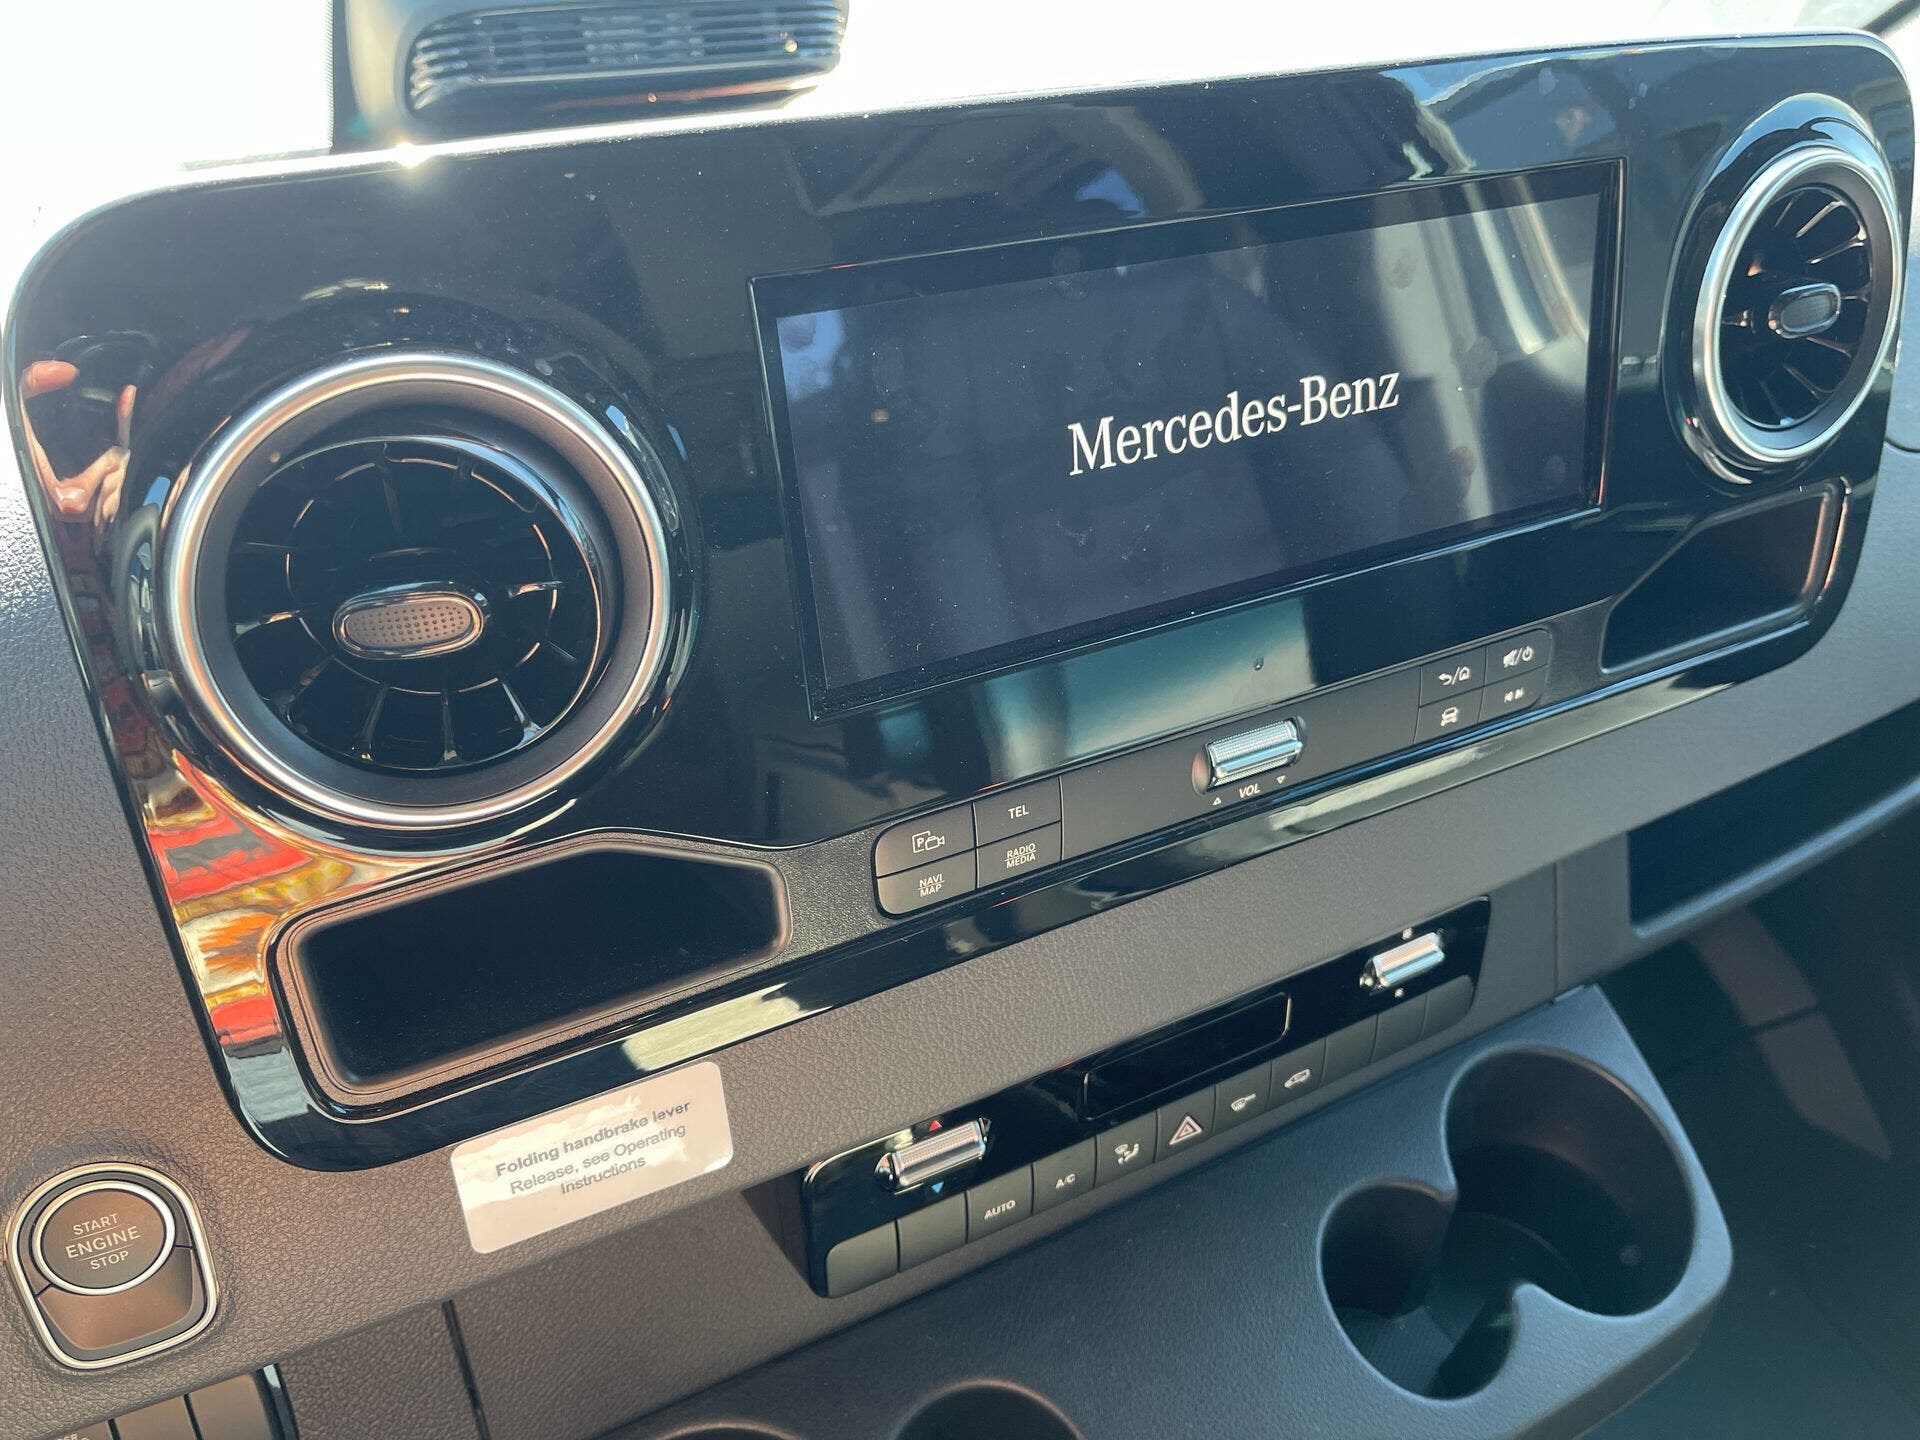 Mercedes-Benz
TEL
P
NAVI
MAP
RADIO
MEDIA
VOL
Folding handbrake lever
Release, see Operating
Instructions
AUTO
A/C
START
ENGINE
STOP